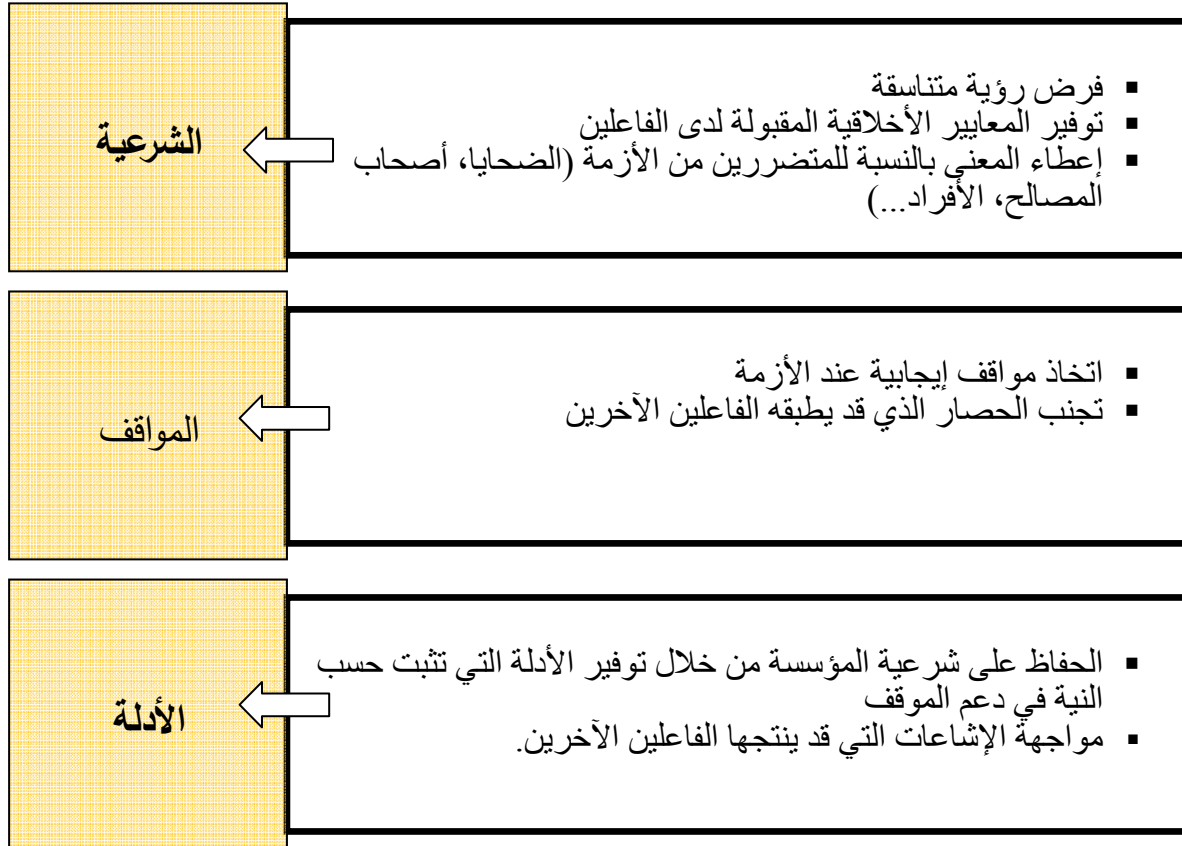 الشرعية
▪ فرض رؤية متناسقة
▪ توفير المعايير الأخلاقية المقبولة لدى الفاعلين
▪ إعطاء المعنى بالنسبة للمتضررين من الأزمة (الضحايا، أصحاب
المصالح، الأفراد...)
المواقف
▪ اتخاذ مواقف إيجابية عند الأزمة
▪ تجنب الحصار الذي قد يطبقه الفاعلين الآخرين
الأدلة
▪ الحفاظ على شرعية المؤسسة من خلال توفير الأدلة التي تثبت حسب
النية في دعم الموقف
▪ مواجهة الإشاعات التي قد ينتجها الفاعلين الآخرين.